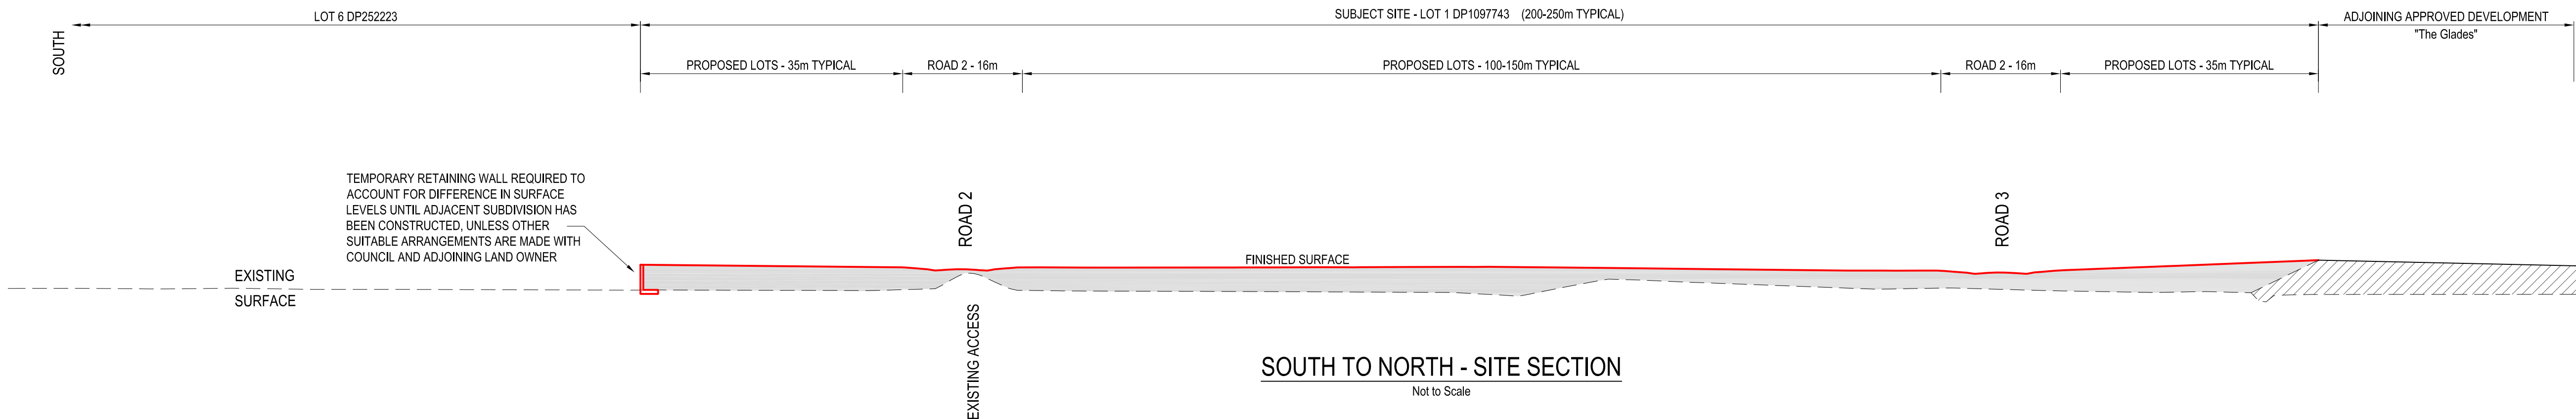 LOT 6 DP252223
SUBJECT SITE - LOT 1 DP1097743 (200-250m TYPICAL)
ADJOINING APPROVED DEVELOPMENT
"The Glades"
SOUTH
PROPOSED LOTS - 35m TYPICAL
ROAD 2 - 16m
PROPOSED LOTS - 100-150m TYPICAL
ROAD 2 - 16m
PROPOSED LOTS - 35m TYPICAL
TEMPORARY RETAINING WALL REQUIRED TO
ACCOUNT FOR DIFFERENCE IN SURFACE
LEVELS UNTIL ADJACENT SUBDIVISION HAS
BEEN CONSTRUCTED, UNLESS OTHER
SUITABLE ARRANGEMENTS ARE MADE WITH
COUNCIL AND ADJOINING LAND OWNER
ROAD 2
ROAD 3
FINISHED SURFACE
EXISTING
SURFACE
EXISTING ACCESS
SOUTH TO NORTH - SITE SECTION
Not to Scale